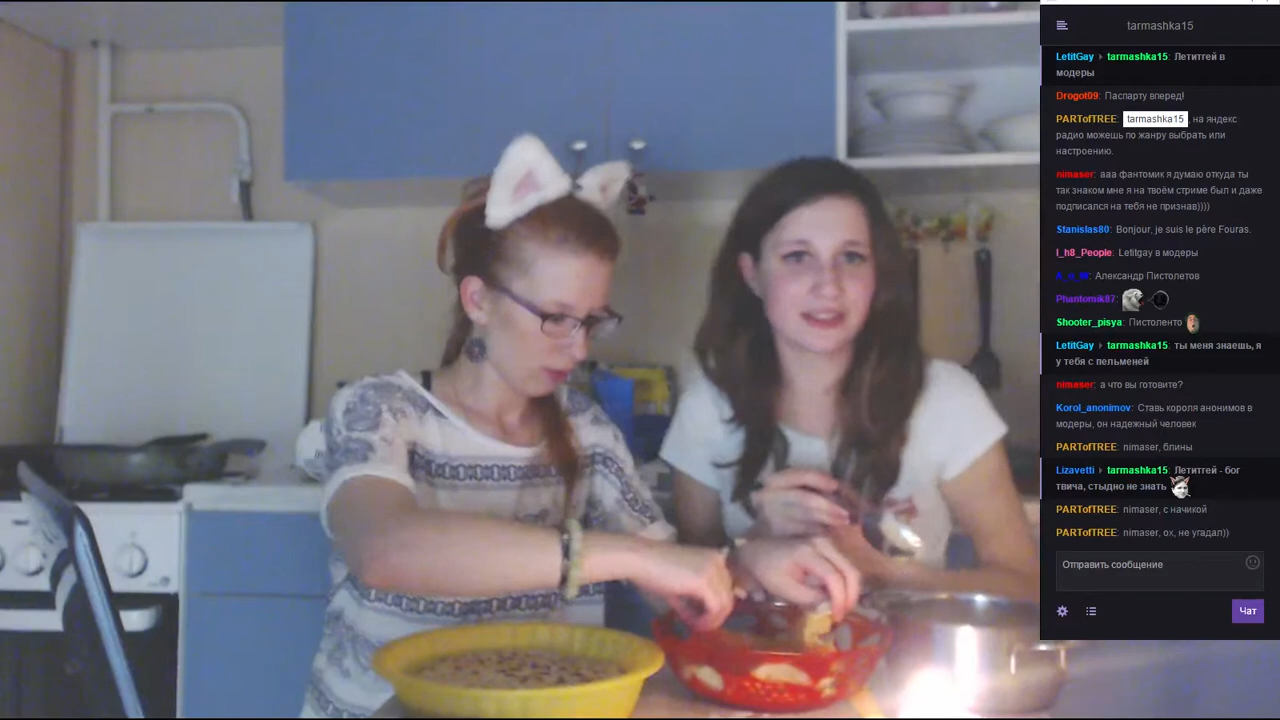 tarmashka15
LetitGay ▸ tarmashka15: Летитгей в
модеры
Drogot09: Паспарту вперед!
PARTofTREE: tarmashka15, на яндекс
радио можешь по жанру выбрать или
настроению.
nimaser: ааа фантомик я думаю откуда ты
так знаком мне я на твоём стриме был и даже
подписался на тебя не признав))))
Stanislas80: Bonjour, je suis le père Fouras.
I_h8_People: Letitgay в модеры
Александр Пистолетов
Phantomik87:
Shooter_pisya: Пистоленто
LetitGay ▸ tarmashka15: ты меня знаешь, я
у тебя с пельменей
nimaser: а что вы готовите?
Korol_anonimov: Ставь короля анонимов в
модеры, он надежный человек
PARTofTREE: nimaser, блины
Lizavetti ▸ tarmashka15: Летитгей - бог
твича, стыдно не знать
PARTofTREE: nimaser, с начикой
PARTofTREE: nimaser, ох, не угадал))
Отправить сообщение
Чат